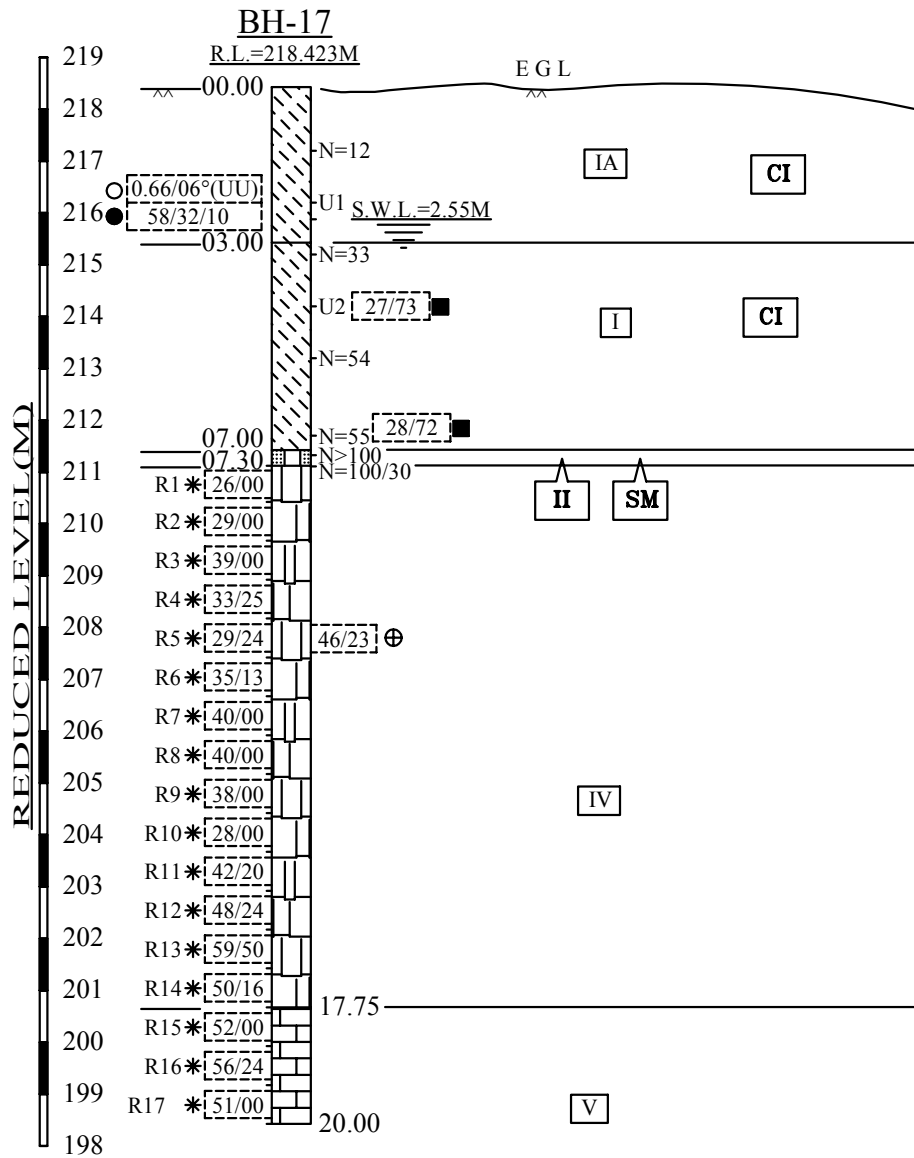 BH-17
R.L.=218.423M
219
E G L
00.00
218
N=12
217
IA
CI
0.66/06°(UU)
U1
S.W.L.=2.55M
216
58/32/10
03.00
N=33
215
U2
27/73
214
I
CI
N=54
213
212
28/72
07.00
N=55
N>100
07.30
211
N=100/30
R1
26/00
II
SM
R2
29/00
210
R3
39/00
209
R4
33/25
208
R5
29/24
46/23
R6
35/13
207
R7
40/00
206
R8
40/00
205
R9
38/00
IV
204
R10
28/00
R11
42/20
203
R12
48/24
202
R13
59/50
201
R14
50/16
17.75
R15
52/00
200
R16
56/24
199
R17
51/00
V
20.00
198
REDUCED LEVEL(M)